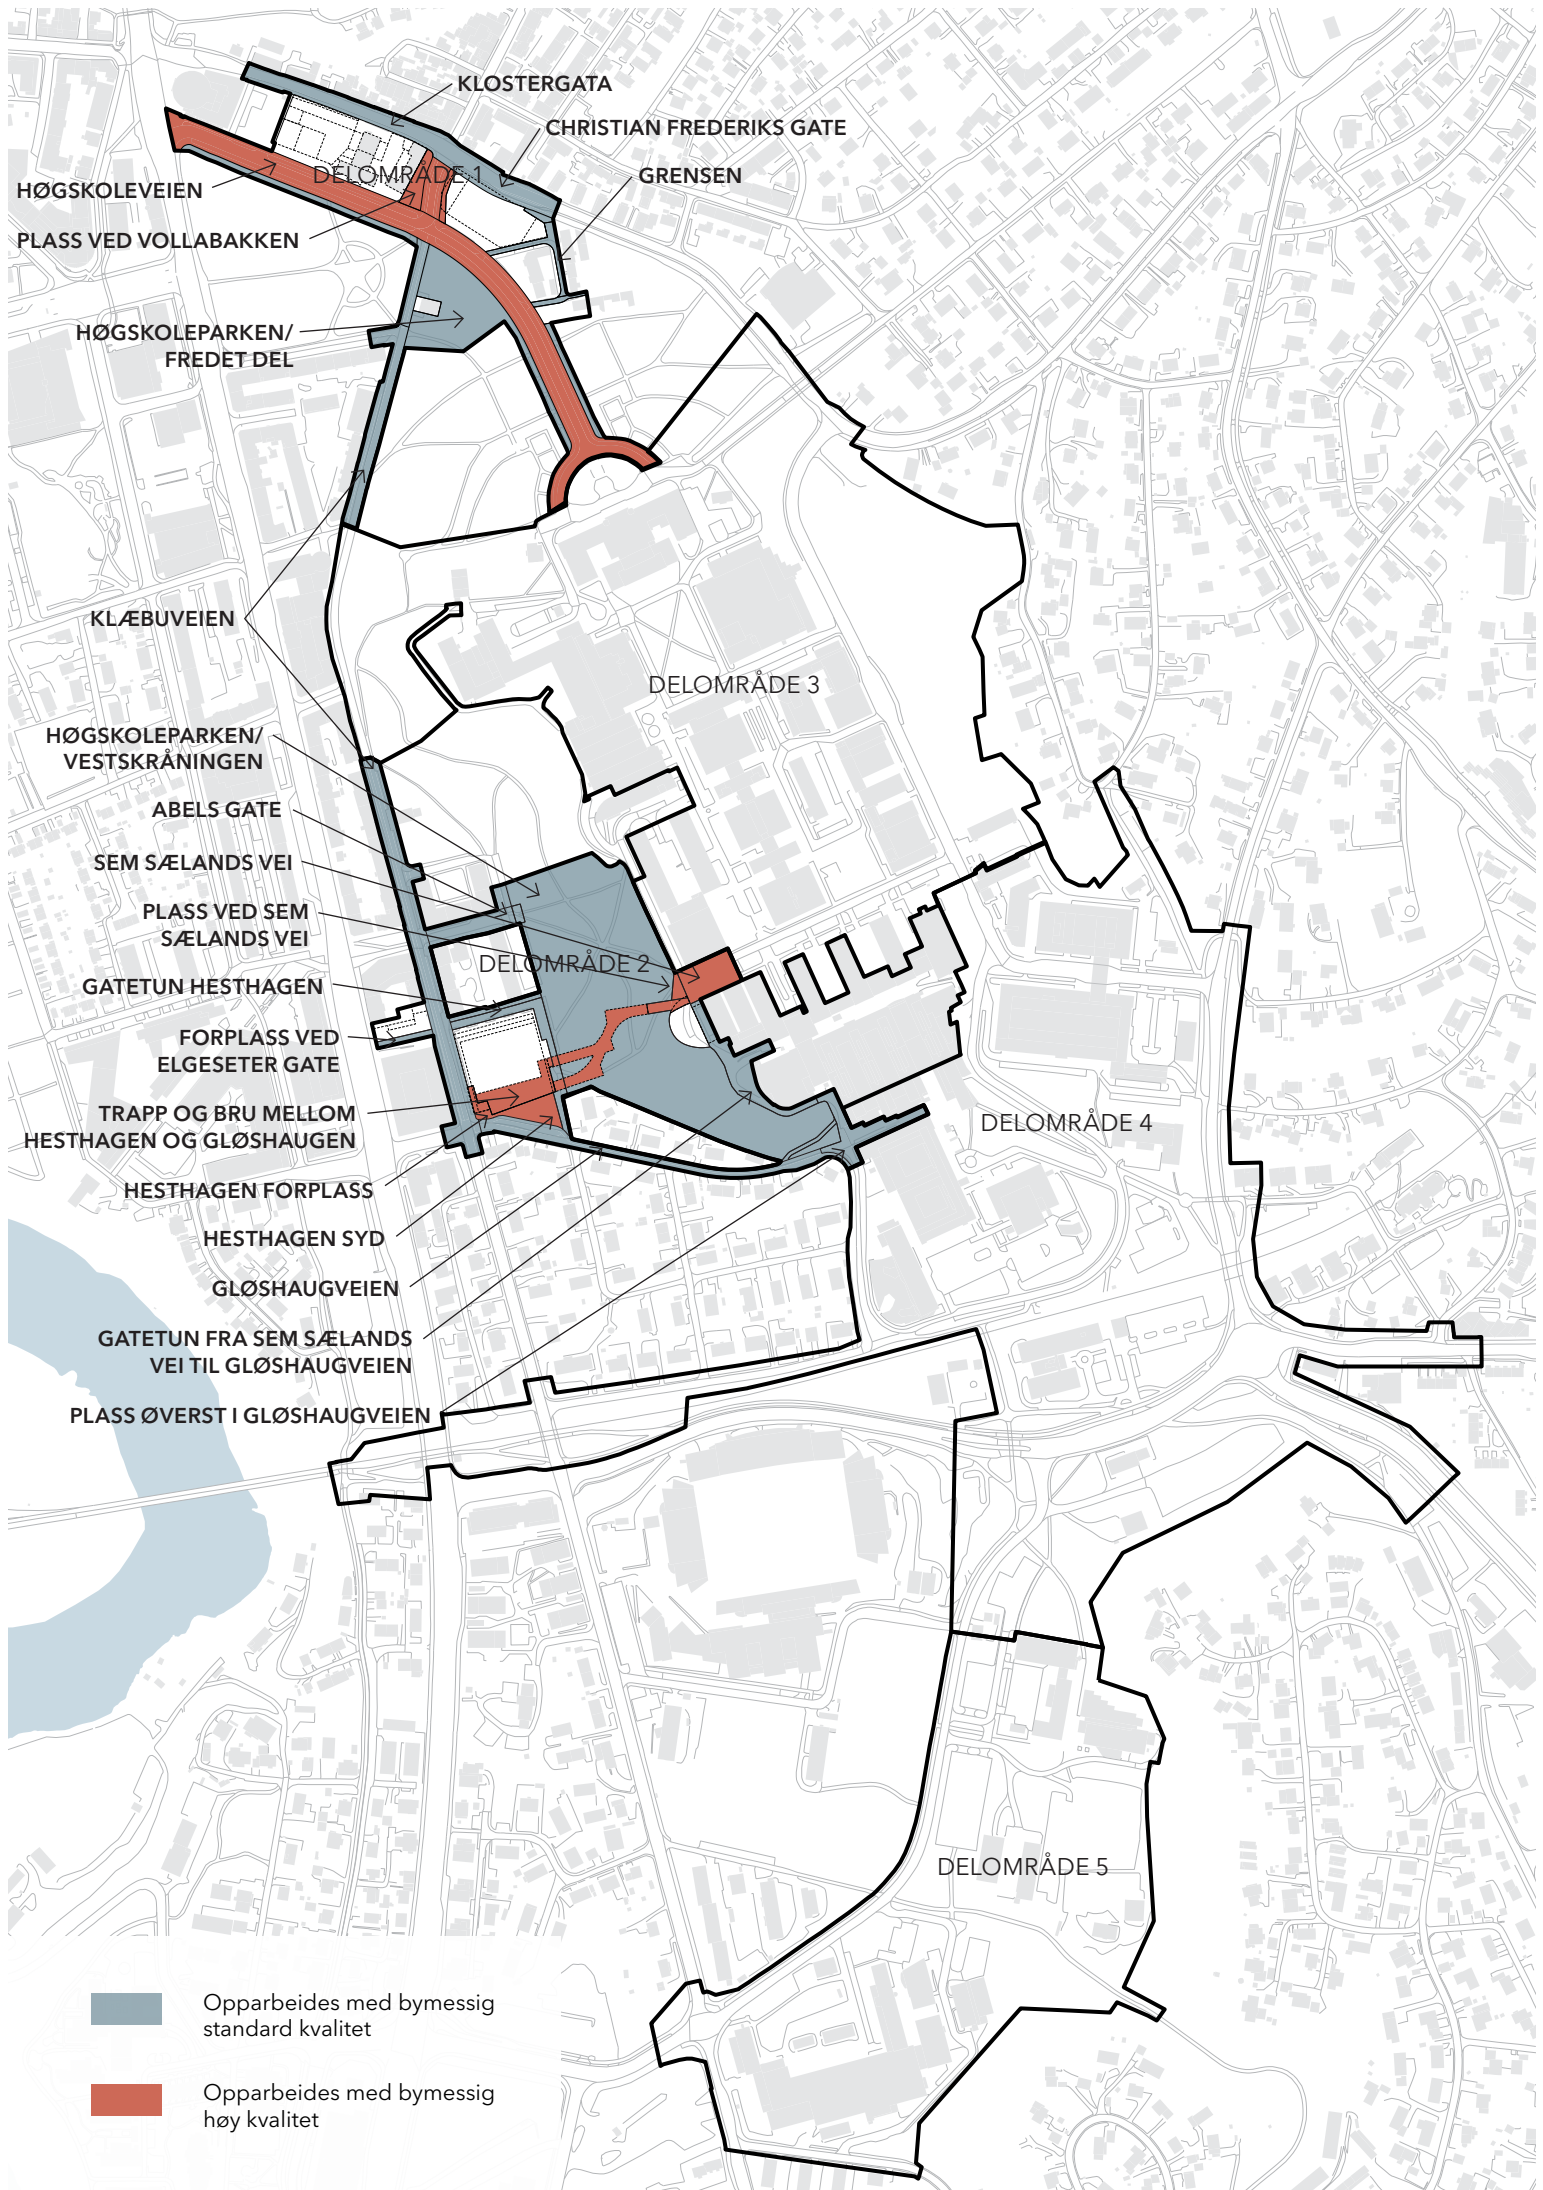 KLOSTERGATA
CHRISTIAN FREDERIKS GATE
DELOMRÅDE 1
GRENSEN
HØGSKOLEVEIEN
PLASS VED VOLLABAKKEN
HØGSKOLEPARKEN/
FREDET DEL
KLÆBUVEIEN
DELOMRÅDE 3
HØGSKOLEPARKEN/
VESTSKRÅNINGEN
ABELS GATE
SEM SÆLANDS VEI
PLASS VED SEM
SÆLANDS VEI
DELOMRÅDE 2
GATETUN HESTHAGEN
FORPLASS VED
ELGESETER GATE
TRAPP OG BRU MELLOM
HESTHAGEN OG GLØSHAUGEN
DELOMRÅDE 4
HESTHAGEN FORPLASS
HESTHAGEN SYD
GLØSHAUGVEIEN
GATETUN FRA SEM SÆLANDS
VEI TIL GLØSHAUGVEIEN
PLASS ØVERST I GLØSHAUGVEIEN
DELOMRÅDE 5
Opparbeides med bymessig
standard kvalitet
Opparbeides med bymessig
høy kvalitet